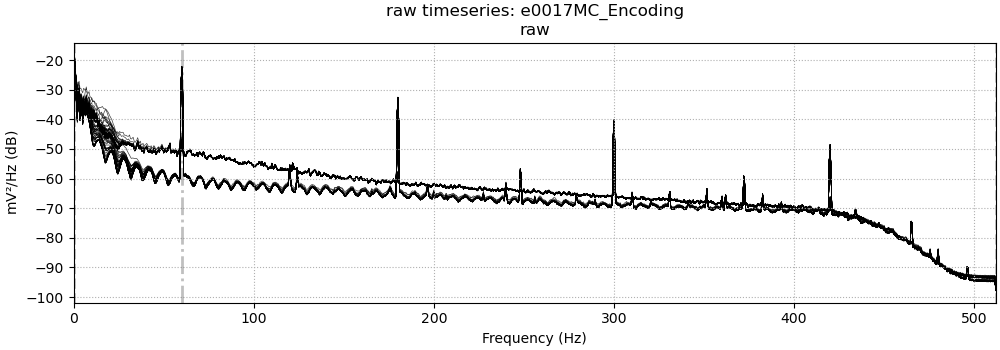 raw timeseries: e0017MC_Encoding
raw
mV²/Hz (dB)
−20
−30
−40
−50
−60
−70
−80
−90
−100
0 100 200 300 400 500
Frequency (Hz)